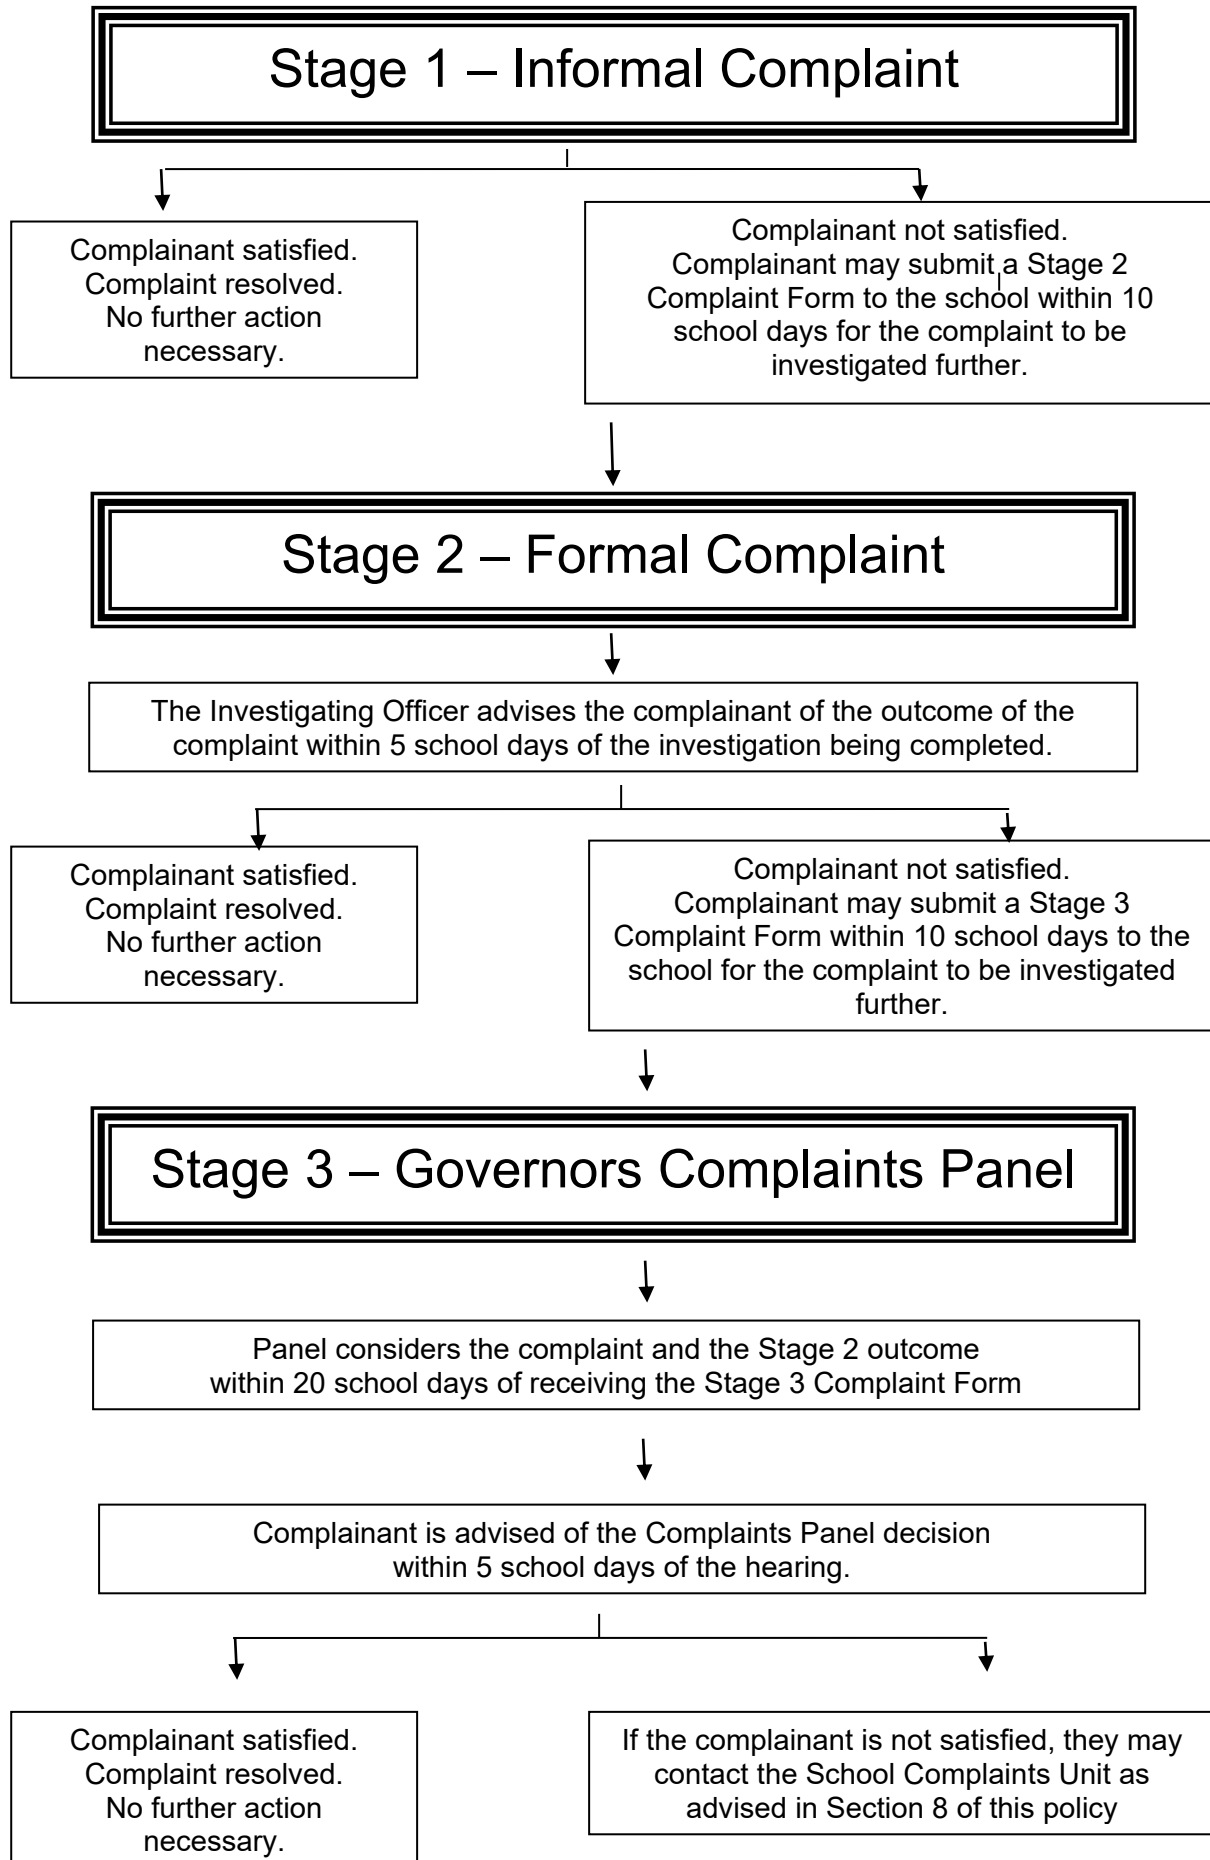 Stage 1 – Informal Complaint
Complainant satisfied.
Complaint resolved.
No further action
necessary.
Complainant not satisfied.
Complainant may submit a Stage 2
Complaint Form to the school within 10
school days for the complaint to be
investigated further.
Stage 2 – Formal Complaint
The Investigating Officer advises the complainant of the outcome of the
complaint within 5 school days of the investigation being completed.
Complainant satisfied.
Complaint resolved.
No further action
necessary.
Complainant not satisfied.
Complainant may submit a Stage 3
Complaint Form within 10 school days to the
school for the complaint to be investigated
further.
Stage 3 – Governors Complaints Panel
Panel considers the complaint and the Stage 2 outcome
within 20 school days of receiving the Stage 3 Complaint Form
Complainant is advised of the Complaints Panel decision
within 5 school days of the hearing.
Complainant satisfied.
Complaint resolved.
No further action
necessary.
If the complainant is not satisfied, they may
contact the School Complaints Unit as
advised in Section 8 of this policy